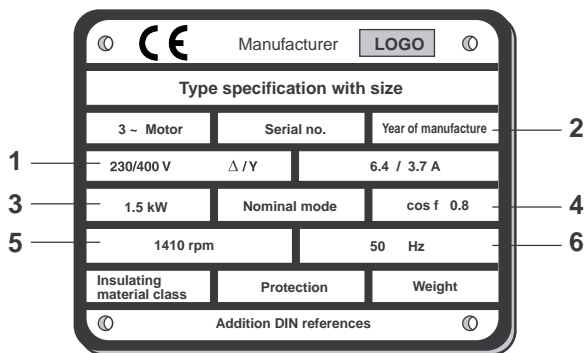 CE Manufacturer LOGO
Type specification with size
3 ~ Motor Serial no. Year of manufacture 2
1 230/400 V Δ / Y 6.4 / 3.7 A
3 1.5 kW Nominal mode cos f 0.8 4
5 1410 rpm 50 Hz 6
Insulating
material class Protection Weight
Addition DIN references